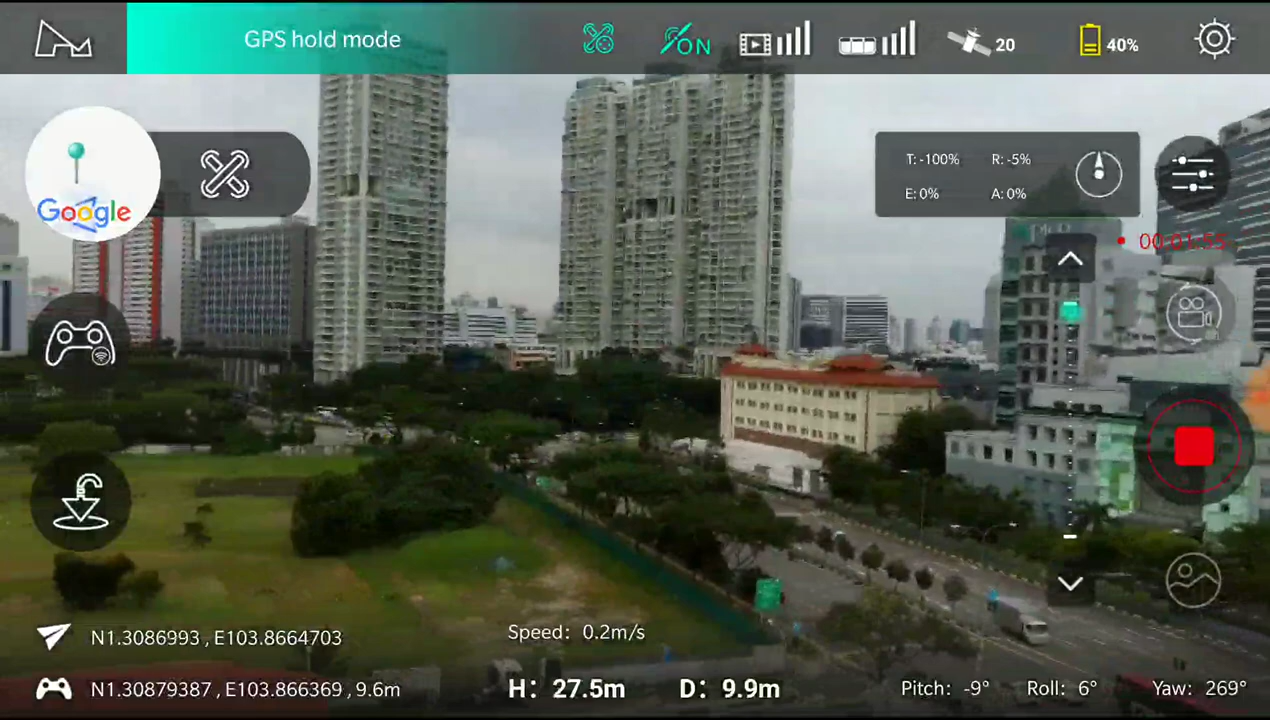 GPS hold mode
ON
20
40%
Google
T: -100% R: -5%
E: 0% A: 0%
00:01:55
N1.3086993 , E103.8664703
Speed: 0.2m/s
N1.30879387 , E103.866369 , 9.6m
H: 27.5m D: 9.9m
Pitch: -9° Roll: 6° Yaw: 269°